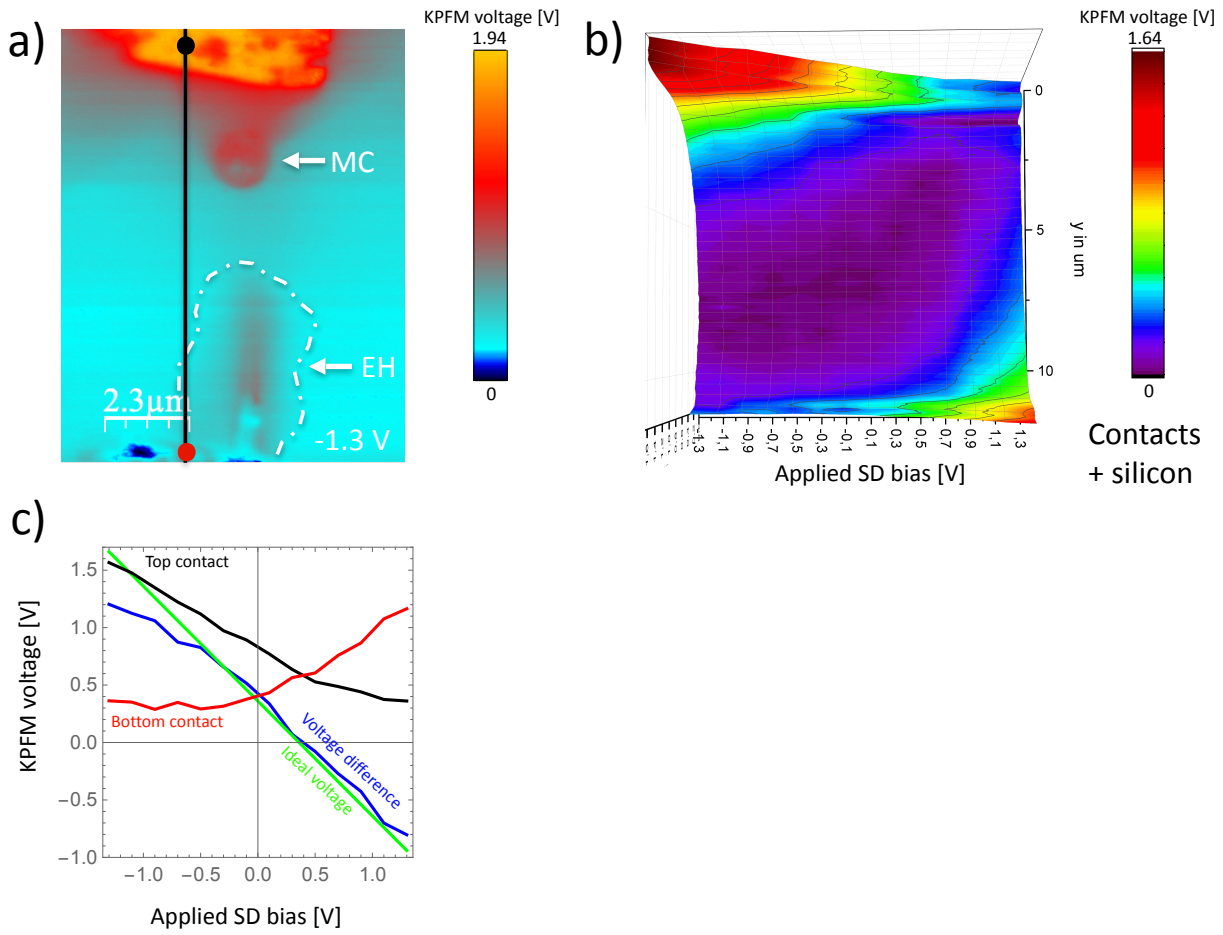 a)
KPFM voltage [V]
1.94
MC
EH
2.3µm
-1.3 V
0
b)
KPFM voltage [V]
1.64
0
y in um
5
10
-1,3
-1,1
-0,9
-0,7
-0,5
-0,3
-0,1
0,1
0,3
0,5
0,7
0,9
1,1
1,3
Applied SD bias [V]
0
Contacts
+ silicon
c)
KPFM voltage [V]
1.5
1.0
0.5
0.0
−0.5
−1.0
Top contact
Bottom contact
Voltage difference
Ideal voltage
−1.0
−0.5
0.0
0.5
1.0
Applied SD bias [V]